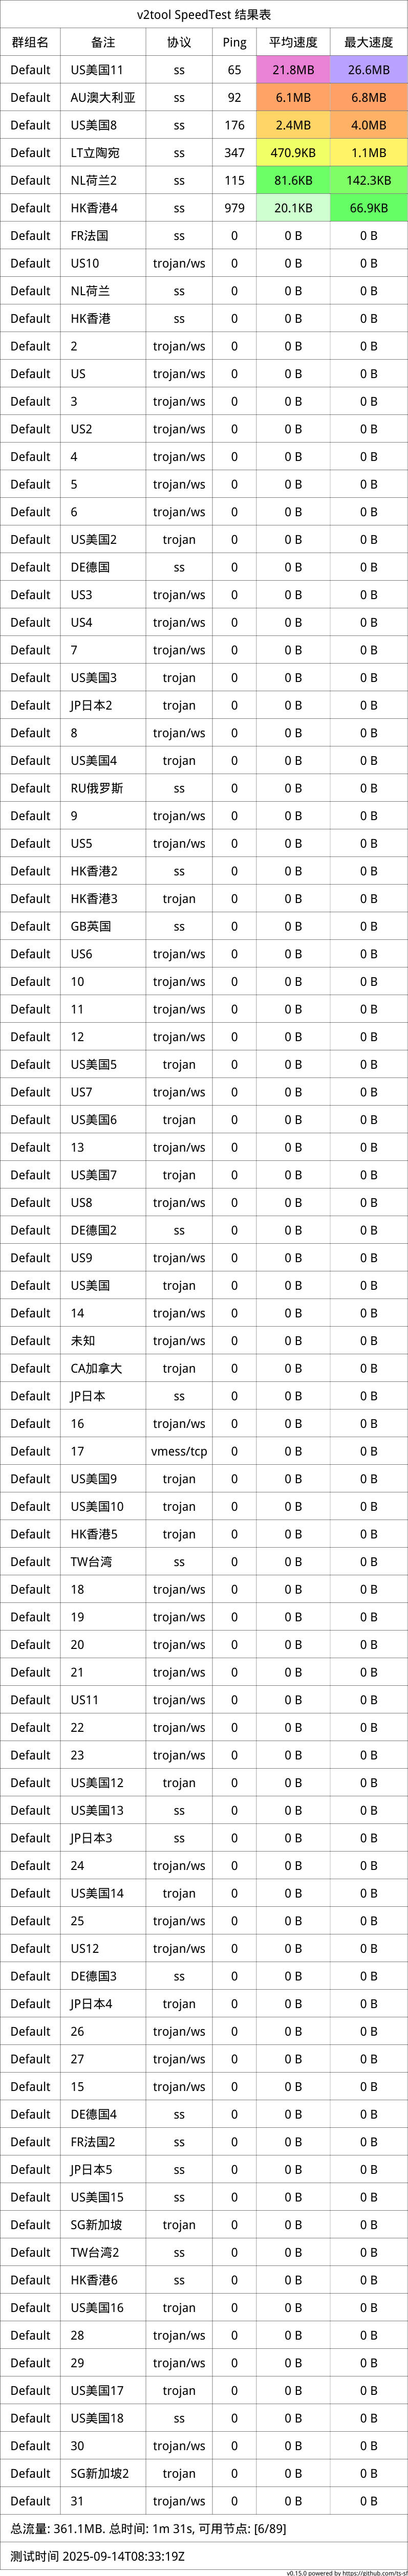 v2tool SpeedTest 结果表
群组名 备注 协议 Ping 平均速度 最大速度
Default US美国11 ss 65 21.8MB 26.6MB
Default AU澳大利亚 ss 92 6.1MB 6.8MB
Default US美国8 ss 176 2.4MB 4.0MB
Default LT立陶宛 ss 347 470.9KB 1.1MB
Default NL荷兰2 ss 115 81.6KB 142.3KB
Default HK香港4 ss 979 20.1KB 66.9KB
Default FR法国 ss 0 0 B 0 B
Default US10 trojan/ws 0 0 B 0 B
Default NL荷兰 ss 0 0 B 0 B
Default HK香港 ss 0 0 B 0 B
Default 2 trojan/ws 0 0 B 0 B
Default US trojan/ws 0 0 B 0 B
Default 3 trojan/ws 0 0 B 0 B
Default US2 trojan/ws 0 0 B 0 B
Default 4 trojan/ws 0 0 B 0 B
Default 5 trojan/ws 0 0 B 0 B
Default 6 trojan/ws 0 0 B 0 B
Default US美国2 trojan 0 0 B 0 B
Default DE德国 ss 0 0 B 0 B
Default US3 trojan/ws 0 0 B 0 B
Default US4 trojan/ws 0 0 B 0 B
Default 7 trojan/ws 0 0 B 0 B
Default US美国3 trojan 0 0 B 0 B
Default JP日本2 trojan 0 0 B 0 B
Default 8 trojan/ws 0 0 B 0 B
Default US美国4 trojan 0 0 B 0 B
Default RU俄罗斯 ss 0 0 B 0 B
Default 9 trojan/ws 0 0 B 0 B
Default US5 trojan/ws 0 0 B 0 B
Default HK香港2 ss 0 0 B 0 B
Default HK香港3 trojan 0 0 B 0 B
Default GB英国 ss 0 0 B 0 B
Default US6 trojan/ws 0 0 B 0 B
Default 10 trojan/ws 0 0 B 0 B
Default 11 trojan/ws 0 0 B 0 B
Default 12 trojan/ws 0 0 B 0 B
Default US美国5 trojan 0 0 B 0 B
Default US7 trojan/ws 0 0 B 0 B
Default US美国6 trojan 0 0 B 0 B
Default 13 trojan/ws 0 0 B 0 B
Default US美国7 trojan 0 0 B 0 B
Default US8 trojan/ws 0 0 B 0 B
Default DE德国2 ss 0 0 B 0 B
Default US9 trojan/ws 0 0 B 0 B
Default US美国 trojan 0 0 B 0 B
Default 14 trojan/ws 0 0 B 0 B
Default 未知 trojan/ws 0 0 B 0 B
Default CA加拿大 trojan 0 0 B 0 B
Default JP日本 ss 0 0 B 0 B
Default 16 trojan/ws 0 0 B 0 B
Default 17 vmess/tcp 0 0 B 0 B
Default US美国9 trojan 0 0 B 0 B
Default US美国10 trojan 0 0 B 0 B
Default HK香港5 trojan 0 0 B 0 B
Default TW台湾 ss 0 0 B 0 B
Default 18 trojan/ws 0 0 B 0 B
Default 19 trojan/ws 0 0 B 0 B
Default 20 trojan/ws 0 0 B 0 B
Default 21 trojan/ws 0 0 B 0 B
Default US11 trojan/ws 0 0 B 0 B
Default 22 trojan/ws 0 0 B 0 B
Default 23 trojan/ws 0 0 B 0 B
Default US美国12 trojan 0 0 B 0 B
Default US美国13 ss 0 0 B 0 B
Default JP日本3 ss 0 0 B 0 B
Default 24 trojan/ws 0 0 B 0 B
Default US美国14 trojan 0 0 B 0 B
Default 25 trojan/ws 0 0 B 0 B
Default US12 trojan/ws 0 0 B 0 B
Default DE德国3 ss 0 0 B 0 B
Default JP日本4 trojan 0 0 B 0 B
Default 26 trojan/ws 0 0 B 0 B
Default 27 trojan/ws 0 0 B 0 B
Default 15 trojan/ws 0 0 B 0 B
Default DE德国4 ss 0 0 B 0 B
Default FR法国2 ss 0 0 B 0 B
Default JP日本5 ss 0 0 B 0 B
Default US美国15 ss 0 0 B 0 B
Default SG新加坡 trojan 0 0 B 0 B
Default TW台湾2 ss 0 0 B 0 B
Default HK香港6 ss 0 0 B 0 B
Default US美国16 trojan 0 0 B 0 B
Default 28 trojan/ws 0 0 B 0 B
Default 29 trojan/ws 0 0 B 0 B
Default US美国17 trojan 0 0 B 0 B
Default US美国18 ss 0 0 B 0 B
Default 30 trojan/ws 0 0 B 0 B
Default SG新加坡2 trojan 0 0 B 0 B
Default 31 trojan/ws 0 0 B 0 B
总流量: 361.1MB. 总时间: 1m 31s, 可用节点: [6/89]
测试时间 2025-09-14T08:33:19Z
v0.15.0 powered by https://github.com/ts-sf